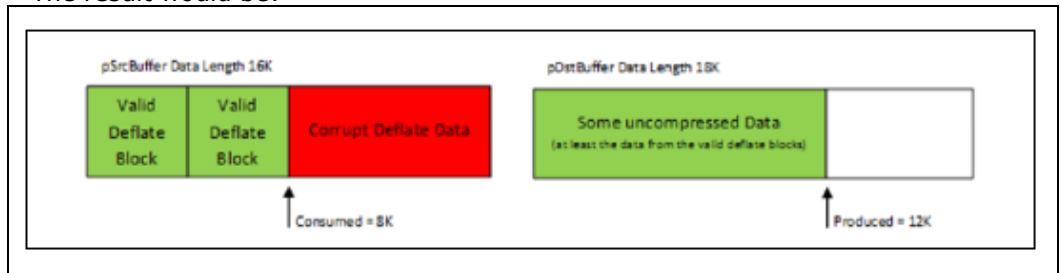 The result would be:
pSrcBuffer Data Length 16K
pDstBuffer Data Length 18K
Valid
Deflate
Block
Valid
Deflate
Block
Corrupt Deflate Data
Some uncompressed Data
(at least the data from the valid deflate blocks)
Consumed = 8K
Produced = 12K